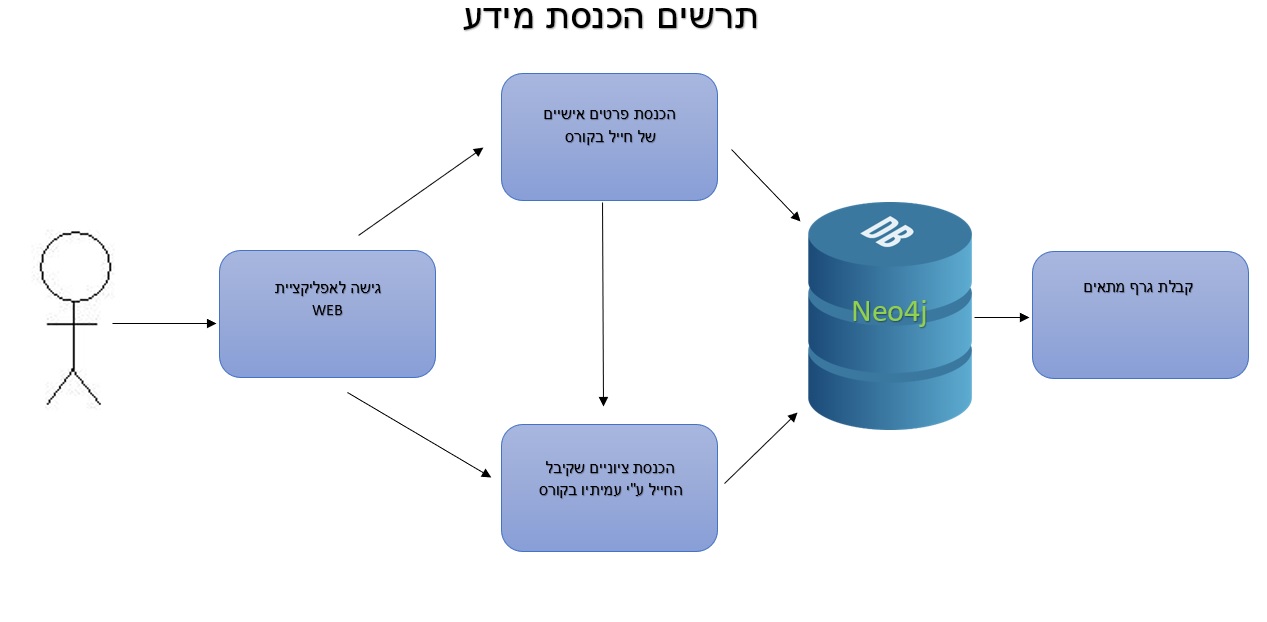 תרשים הכנסת מידע
הכנסת פרטים אישיים
של חייל בקורס
גישה לאפליקציית
WEB
הכנסת ציוניים שקיבל
החייל ע"י עמיתיו בקורס
DB
Neo4j
קבלת גרף מתאים